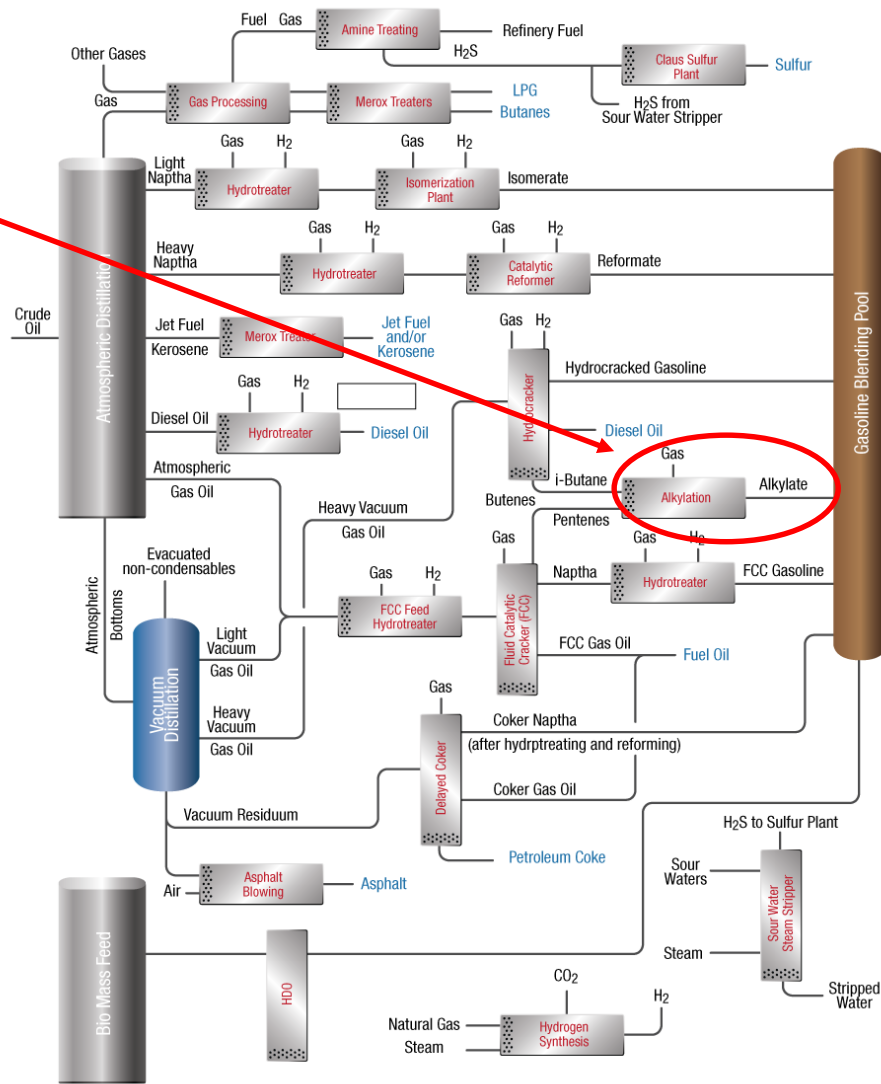 Fuel Gas
Amine Treating
Refinery Fuel
H₂S
Claus Sulfur
Plant
Sulfur
Other Gases
Gas
Gas Processing
Merox Treaters
LPG
Butanes
H₂S from
Sour Water Stripper
Light
Naptha
Gas
H₂
Hydrotreater
Gas
H₂
Isomerization
Plant
Isomerate
Heavy
Naptha
Gas
H₂
Hydrotreater
Gas
H₂
Catalytic
Reformer
Reformate
Crude
Oil
Atmospheric Distillation
Gasoline Blending Pool
Jet Fuel
Kerosene
Merox Treater
Jet Fuel
and/or
Kerosene
Gas
H₂
Hydrocracker
Hydrocracked Gasoline
Diesel Oil
Diesel Oil
Gas
H₂
Hydrotreater
Diesel Oil
Atmospheric
Gas Oil
i-Butane
Butenes
Pentenes
Gas
Alkylation
Alkylate
Heavy Vacuum
Gas Oil
Atmospheric
Bottoms
Evacuated
non-condensables
Gas
H₂
FCC Feed
Hydrotreater
Gas
Fluid Catalytic
Cracker (FCC)
Naptha
Gas
H₂
Hydrotreater
FCC Gasoline
FCC Gas Oil
Fuel Oil
Vacuum
Distillation
Light
Vacuum
Gas Oil
Heavy
Vacuum
Gas Oil
Gas
Delayed Coker
Coker Naptha
(after hydrptreating and reforming)
Coker Gas Oil
Petroleum Coke
Vacuum Residuum
Air
Asphalt
Blowing
Asphalt
H₂S to Sulfur Plant
Sour
Waters
Sour Water
Steam Stripper
Steam
Stripped
Water
Bio Mass Feed
HDO
CO₂
H₂
Natural Gas
Steam
Hydrogen
Synthesis